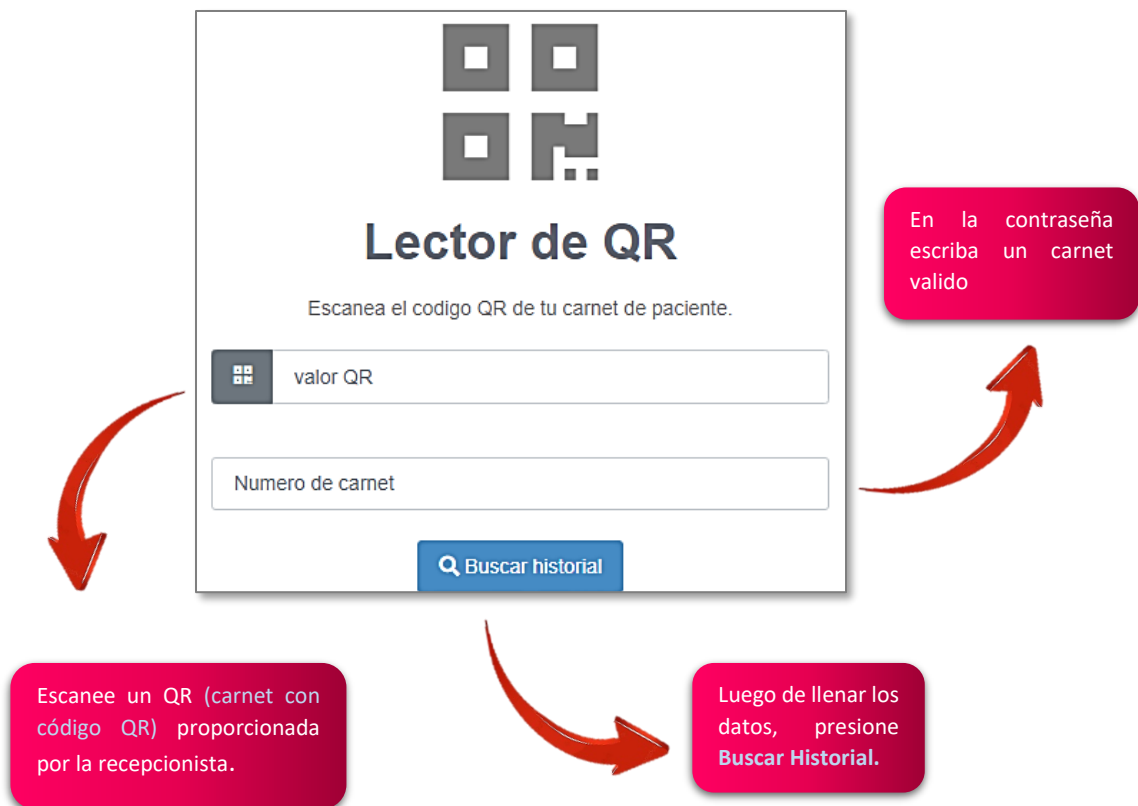 Lector de QR
Escanea el codigo QR de tu carnet de paciente.
valor QR
Numero de carnet
Buscar historial
En la contraseña
escriba un carnet
valido
Escanee un QR (carnet con
código QR) proporcionada
por la recepcionista.
Luego de llenar los
datos, presione
Buscar Historial.